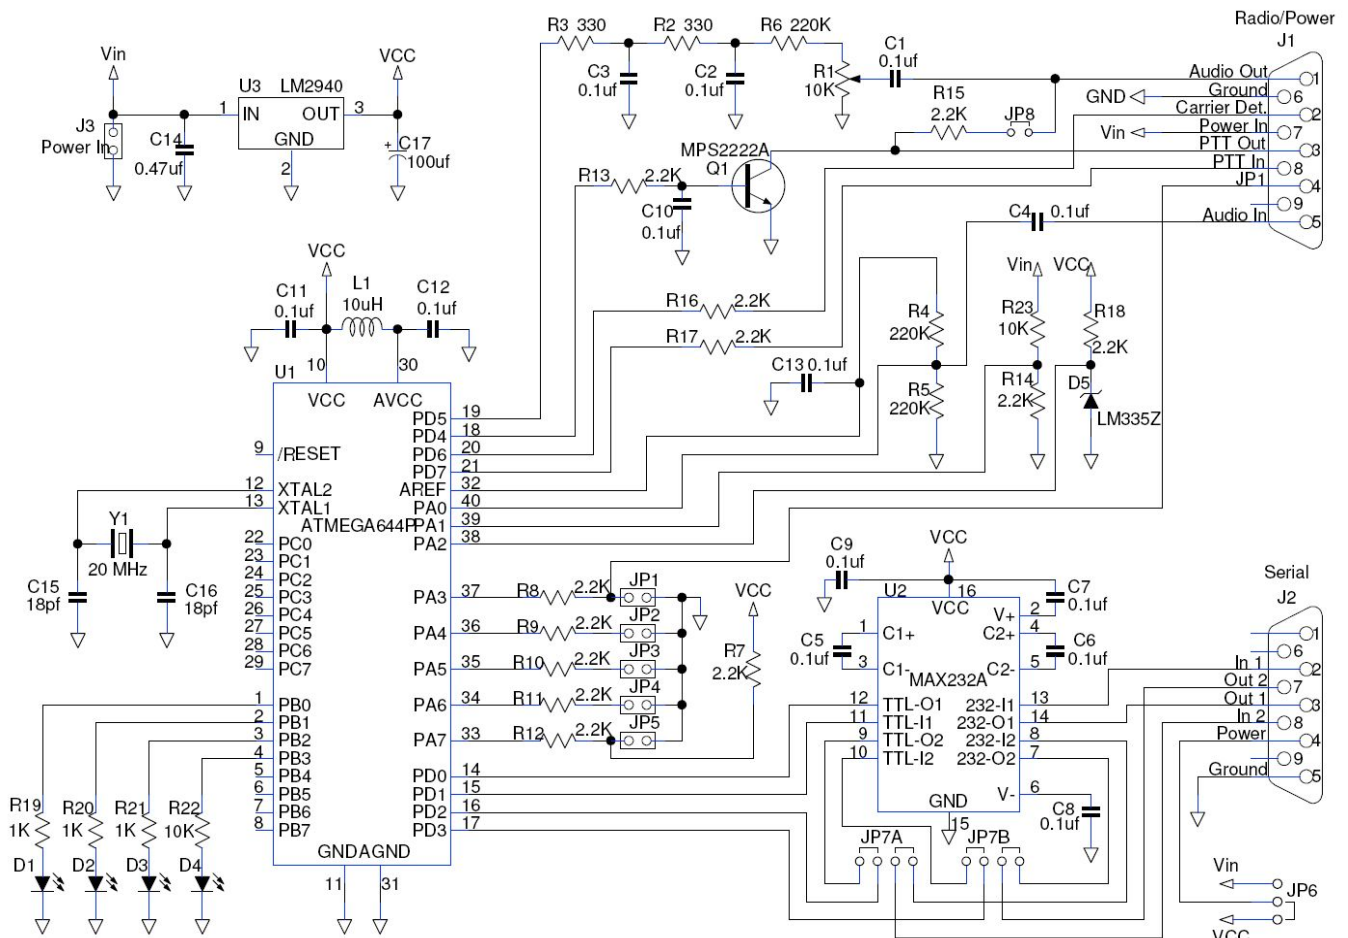 Radio/Power
J1
R3 330
R2 330
R6 220K
C1
0.1uf
C3
0.1uf
C2
0.1uf
R1
10K
R15
2.2K
JP8
Audio Out
1
GND
Ground
6
Carrier Det.
2
Vin
Power In
7
PTT Out
3
PTT In
8
JP1
4
9
Audio In
5
Vin
VCC
U3
LM2940
1
IN
OUT
3
GND
2
J3
Power In
C14
0.47uf
+
C17
100uf
MPS2222A
Q1
R13
2.2K
C10
0.1uf
C4
0.1uf
VCC
L1
10uH
C11
0.1uf
C12
0.1uf
R16
2.2K
R17
2.2K
C13 0.1uf
R4
220K
R5
220K
Vin
VCC
R23
10K
R18
2.2K
R14
2.2K
D5
LM335Z
U1
10
30
VCC
AVCC
ATMEGA644P
9
/RESET
12
XTAL2
13
XTAL1
Y1
20 MHz
C15
18pf
C16
18pf
22
PC0
23
PC1
24
PC2
25
PC3
26
PC4
27
PC5
28
PC6
29
PC7
1
PB0
2
PB1
3
PB2
4
PB3
5
PB4
6
PB5
7
PB6
8
PB7
PD5
19
PD4
18
PD6
20
PD7
21
AREF
32
PA0
40
PA1
39
PA2
38
PA3
37
PA4
36
PA5
35
PA6
34
PA7
33
PD0
14
PD1
15
PD2
16
PD3
17
GND
AGND
11
31
R8
2.2K
JP1
R9
2.2K
JP2
R10
2.2K
JP3
R11
2.2K
JP4
R12
2.2K
JP5
VCC
R7
2.2K
R19
1K
D1
R20
1K
D2
R21
1K
D3
R22
10K
D4
VCC
C9
0.1uf
U2
16
VCC
MAX232A
C7
0.1uf
V+
2
C2+
4
C6
0.1uf
C2-
5
C5
0.1uf
1
C1+
3
C1-
12
TTL-O1
11
TTL-I1
9
TTL-O2
10
TTL-I2
232-I1
13
232-O1
14
232-I2
8
232-O2
7
V-
6
GND
15
C8
0.1uf
JP7A
JP7B
Serial
J2
1
6
In 1
2
Out 2
7
Out 1
3
In 2
8
Power
4
9
Ground
5
Vin
JP6
VCC